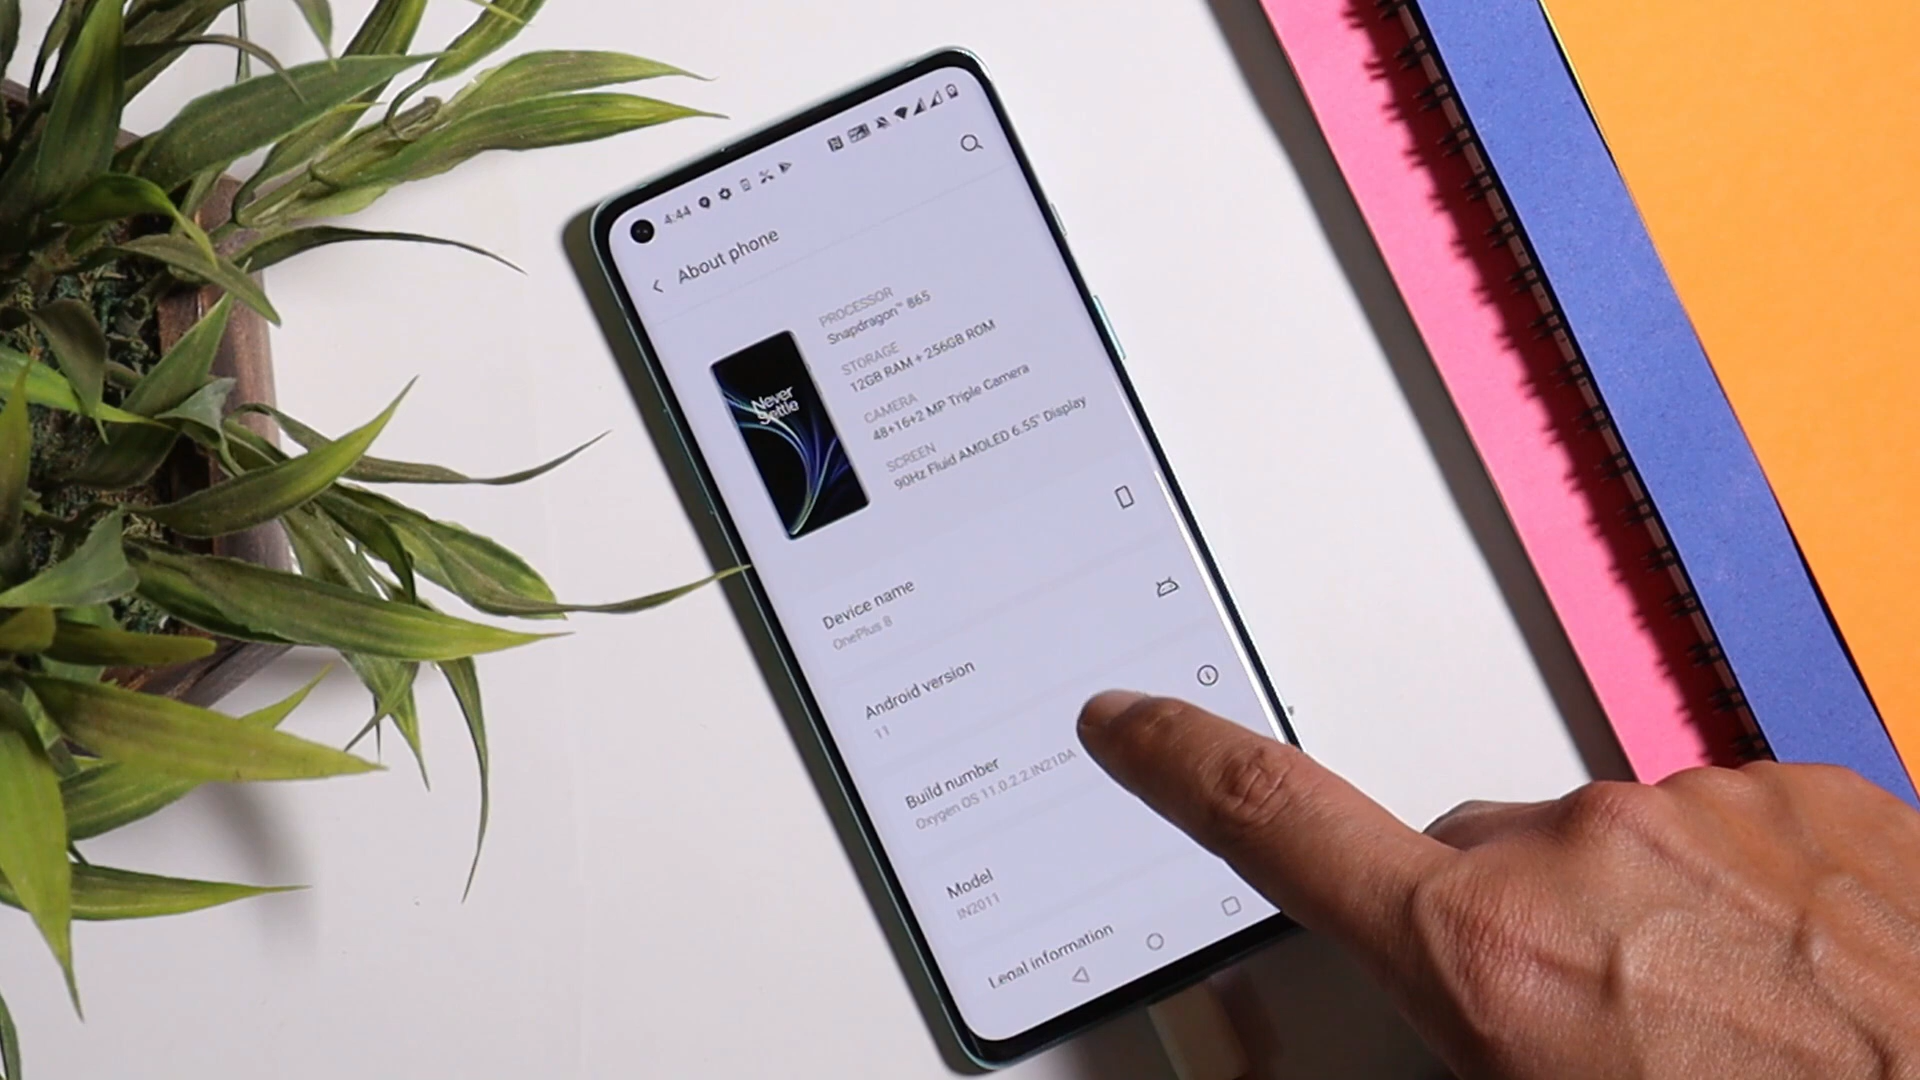 4:44
About phone
PROCESSOR
Snapdragon™ 865
STORAGE
12GB RAM + 256GB ROM
CAMERA
48+16+2 MP Triple Camera
SCREEN
90Hz Fluid AMOLED 6.55" Display
Never
Settle
Device name
OnePlus 8
Android version
11
Build number
Oxygen OS 11.0.2.2.IN21DA
Model
IN2011
Legal information